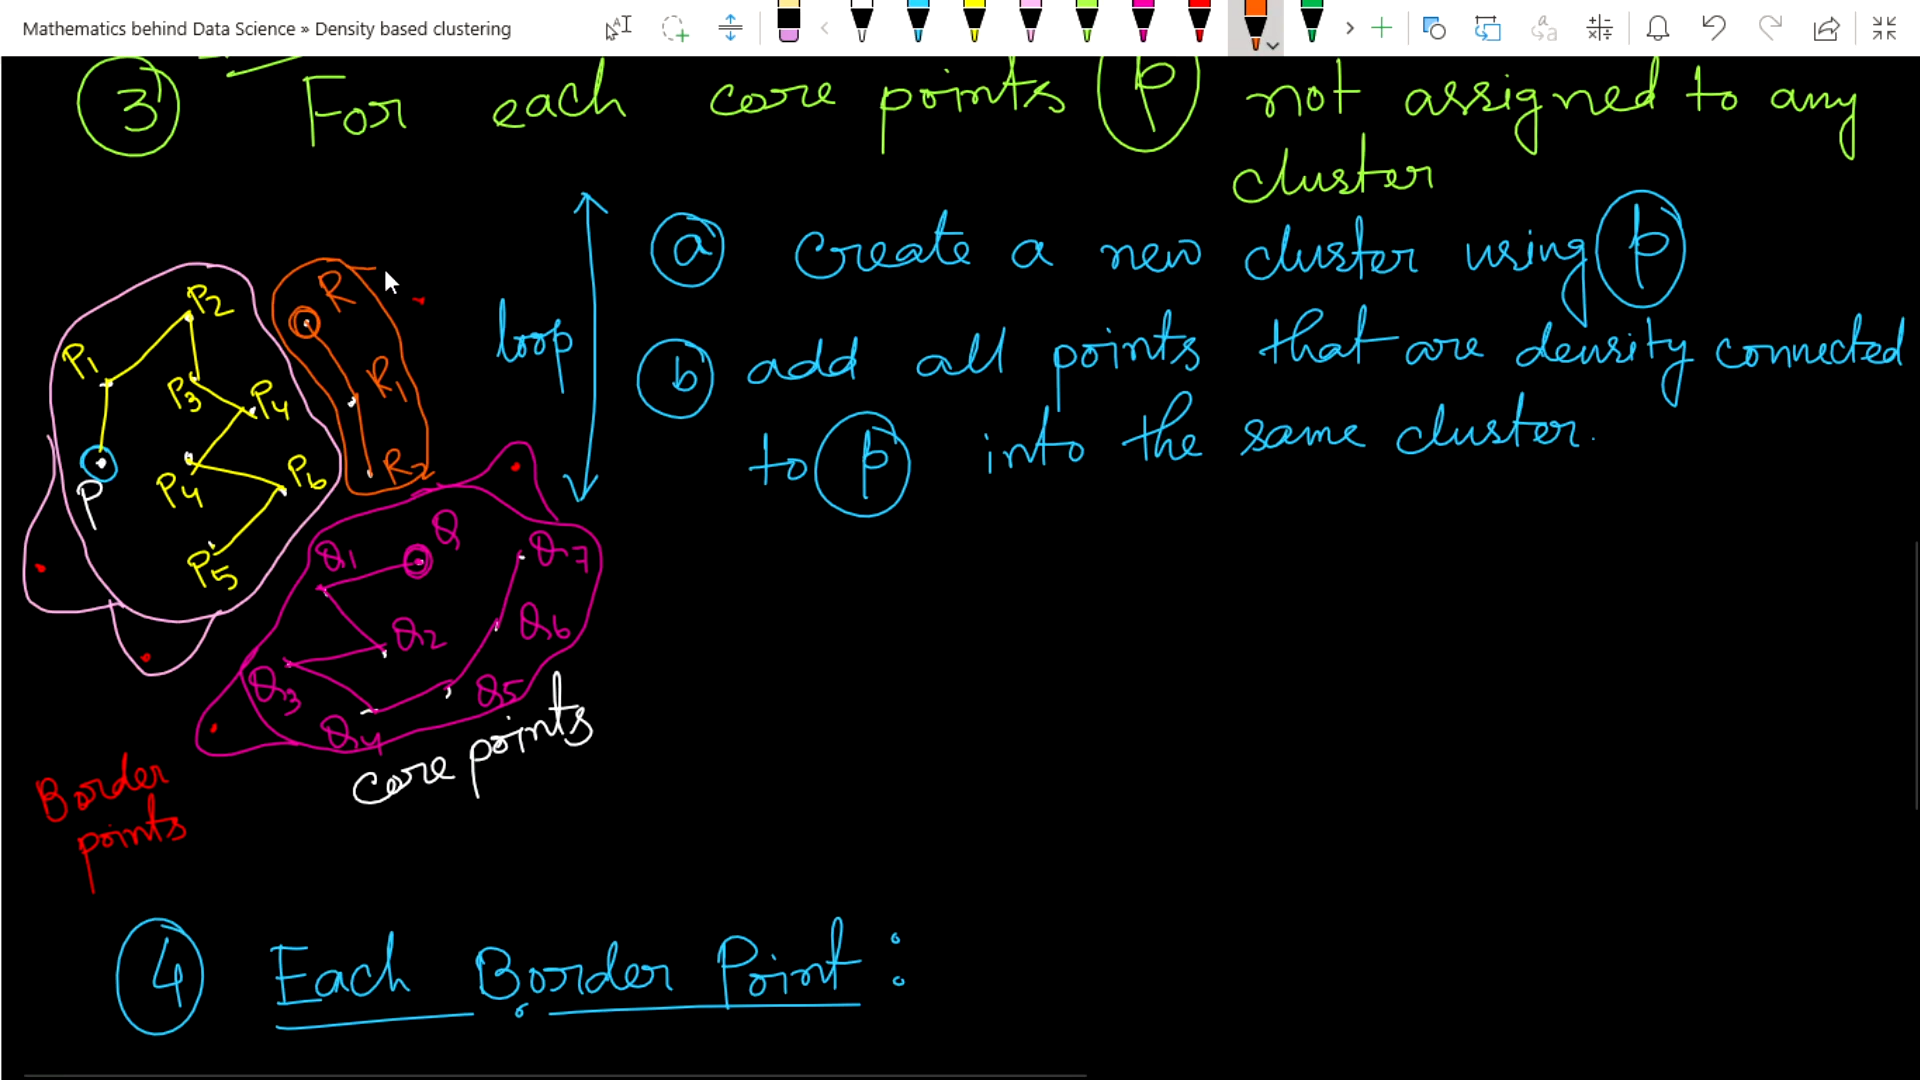 Mathematics behind Data Science » Density based clustering
3 For each core points p not assigned to any
cluster
a create a new cluster using p
loop
b add all points that are density connected
to p into the same cluster.
R
P2
P1
P3 P4
R1
P4 P6
R2
P
P5
Q
Q1
Q7
Q2
Q6
Q3
Q5
Q4
core points
Border
points
4 Each Border Point :